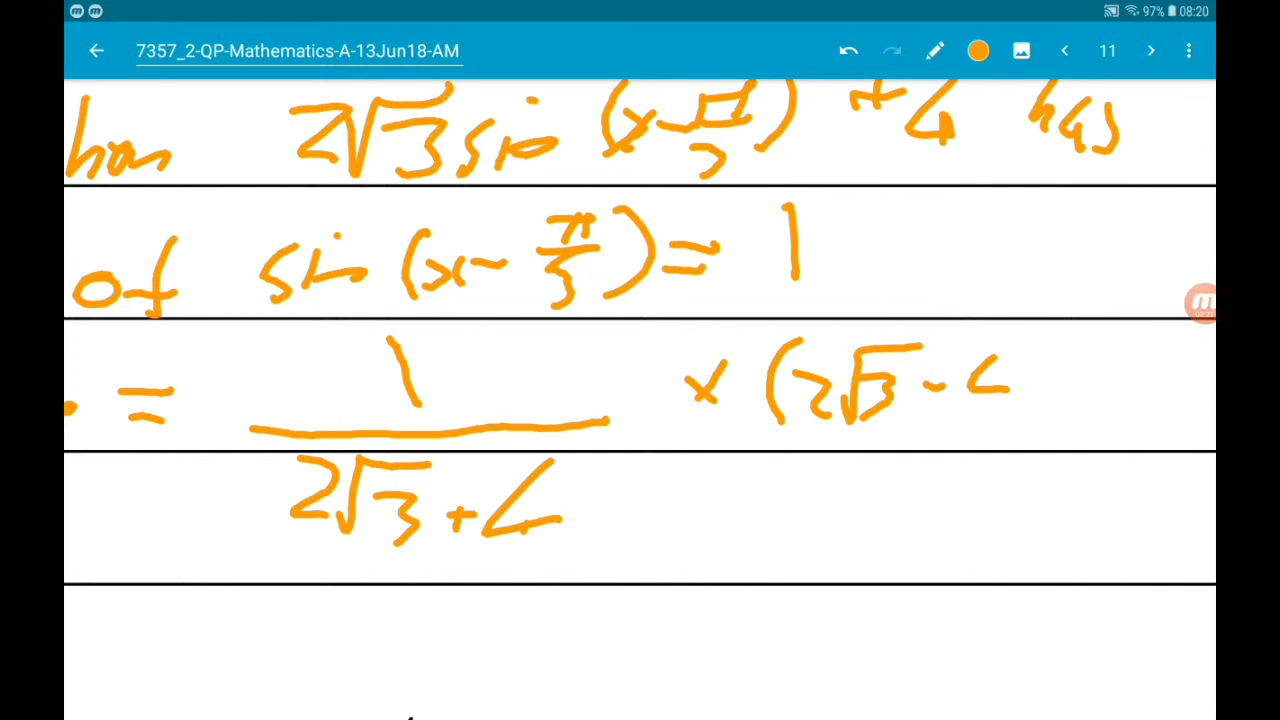 97% 08:20
7357_2-QP-Mathematics-A-13Jun18-AM 11
2√3 sin (x - π/3) + 4 has
of sin (x - π/3) = 1
= 1 × (2√3 - 4
2√3 + 4